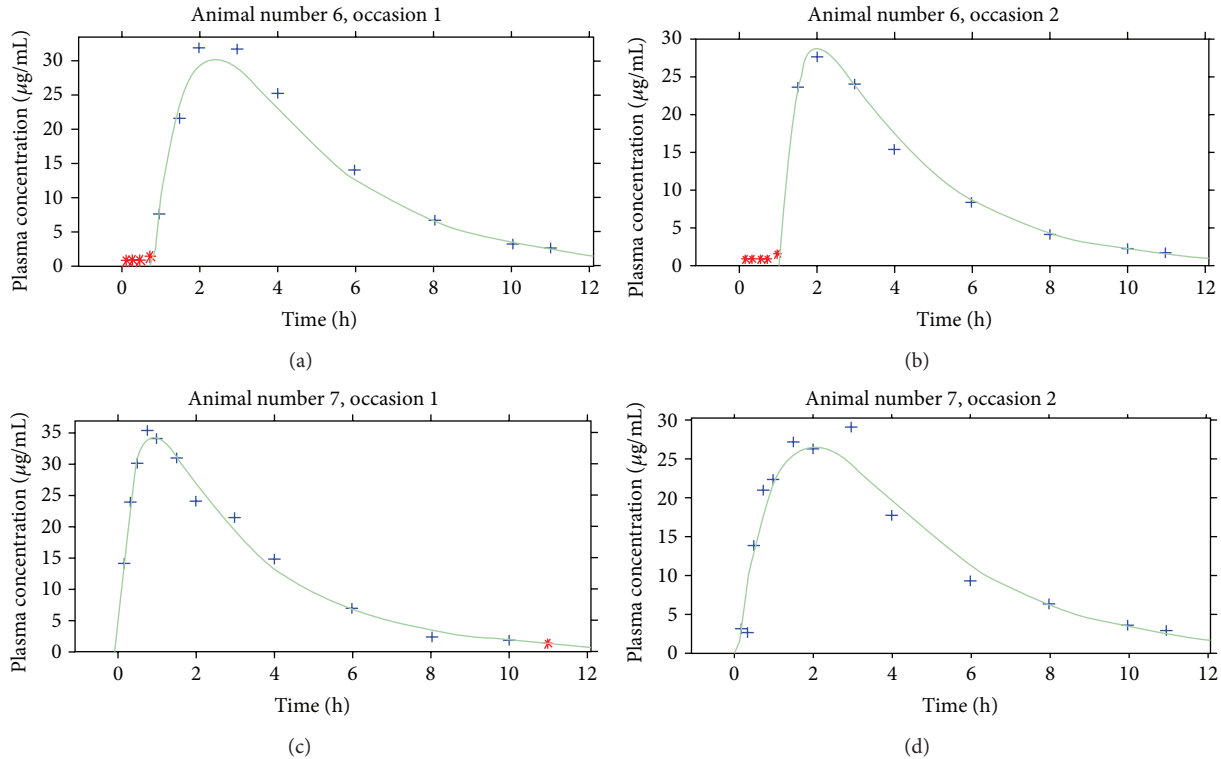 Animal number 6, occasion 1
Plasma concentration (μg/mL)
30
25
20
15
10
5
0
0 2 4 6 8 10 12
Time (h)
(a)
Animal number 6, occasion 2
Plasma concentration (μg/mL)
30
25
20
15
10
5
0
0 2 4 6 8 10 12
Time (h)
(b)
Animal number 7, occasion 1
Plasma concentration (μg/mL)
35
30
25
20
15
10
5
0
0 2 4 6 8 10 12
Time (h)
(c)
Animal number 7, occasion 2
Plasma concentration (μg/mL)
30
25
20
15
10
5
0
0 2 4 6 8 10 12
Time (h)
(d)